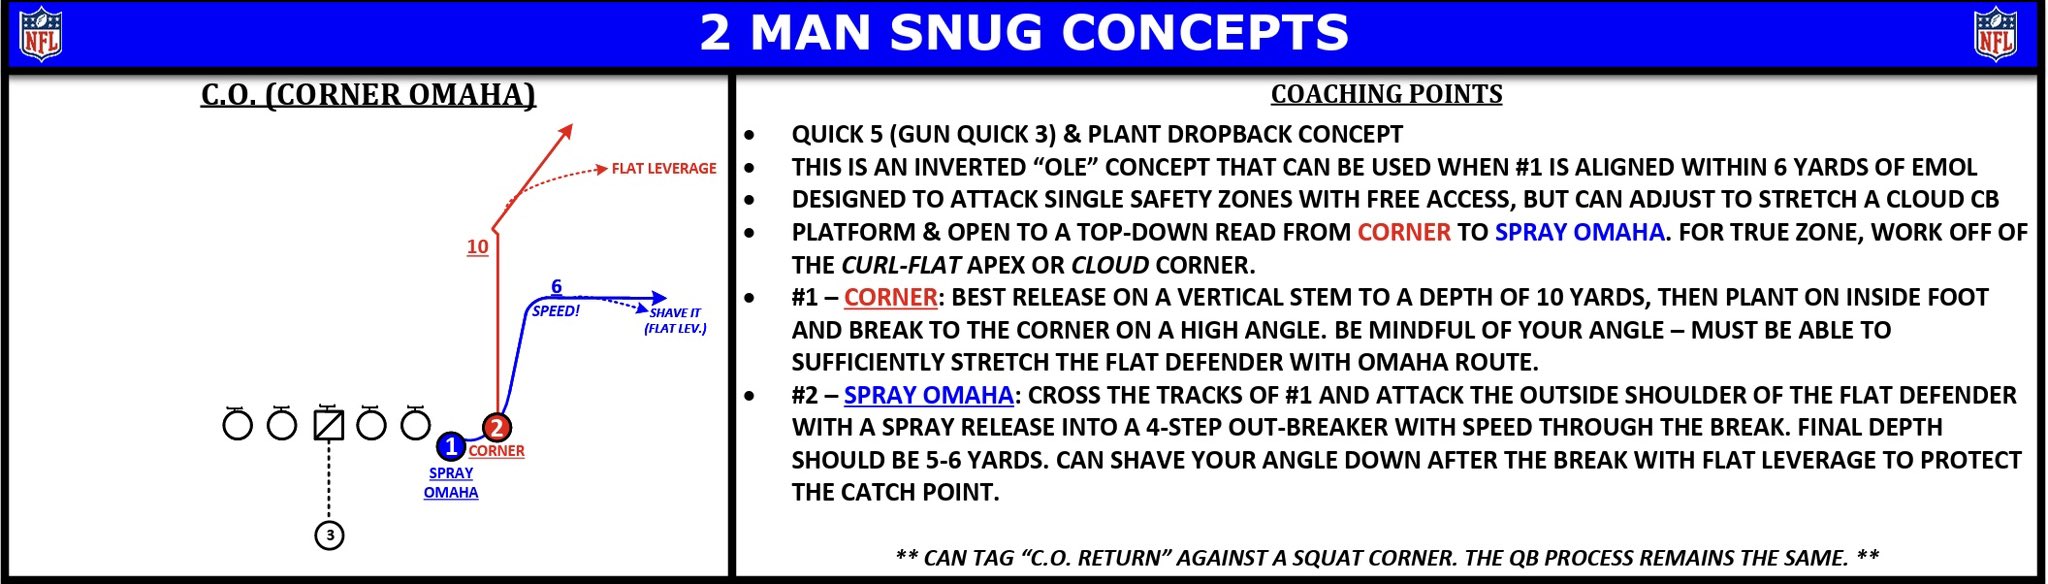 NFL
2 MAN SNUG CONCEPTS
NFL
C.O. (CORNER OMAHA)
FLAT LEVERAGE
10
6
SPEED!
SHAVE IT
(FLAT LEV.)
1
2
CORNER
SPRAY
OMAHA
3
COACHING POINTS
• QUICK 5 (GUN QUICK 3) & PLANT DROPBACK CONCEPT
• THIS IS AN INVERTED “OLE” CONCEPT THAT CAN BE USED WHEN #1 IS ALIGNED WITHIN 6 YARDS OF EMOL
• DESIGNED TO ATTACK SINGLE SAFETY ZONES WITH FREE ACCESS, BUT CAN ADJUST TO STRETCH A CLOUD CB
• PLATFORM & OPEN TO A TOP-DOWN READ FROM CORNER TO SPRAY OMAHA. FOR TRUE ZONE, WORK OFF OF
THE CURL-FLAT APEX OR CLOUD CORNER.
• #1 – CORNER: BEST RELEASE ON A VERTICAL STEM TO A DEPTH OF 10 YARDS, THEN PLANT ON INSIDE FOOT
AND BREAK TO THE CORNER ON A HIGH ANGLE. BE MINDFUL OF YOUR ANGLE – MUST BE ABLE TO
SUFFICIENTLY STRETCH THE FLAT DEFENDER WITH OMAHA ROUTE.
• #2 – SPRAY OMAHA: CROSS THE TRACKS OF #1 AND ATTACK THE OUTSIDE SHOULDER OF THE FLAT DEFENDER
WITH A SPRAY RELEASE INTO A 4-STEP OUT-BREAKER WITH SPEED THROUGH THE BREAK. FINAL DEPTH
SHOULD BE 5-6 YARDS. CAN SHAVE YOUR ANGLE DOWN AFTER THE BREAK WITH FLAT LEVERAGE TO PROTECT
THE CATCH POINT.
** CAN TAG “C.O. RETURN” AGAINST A SQUAT CORNER. THE QB PROCESS REMAINS THE SAME. **